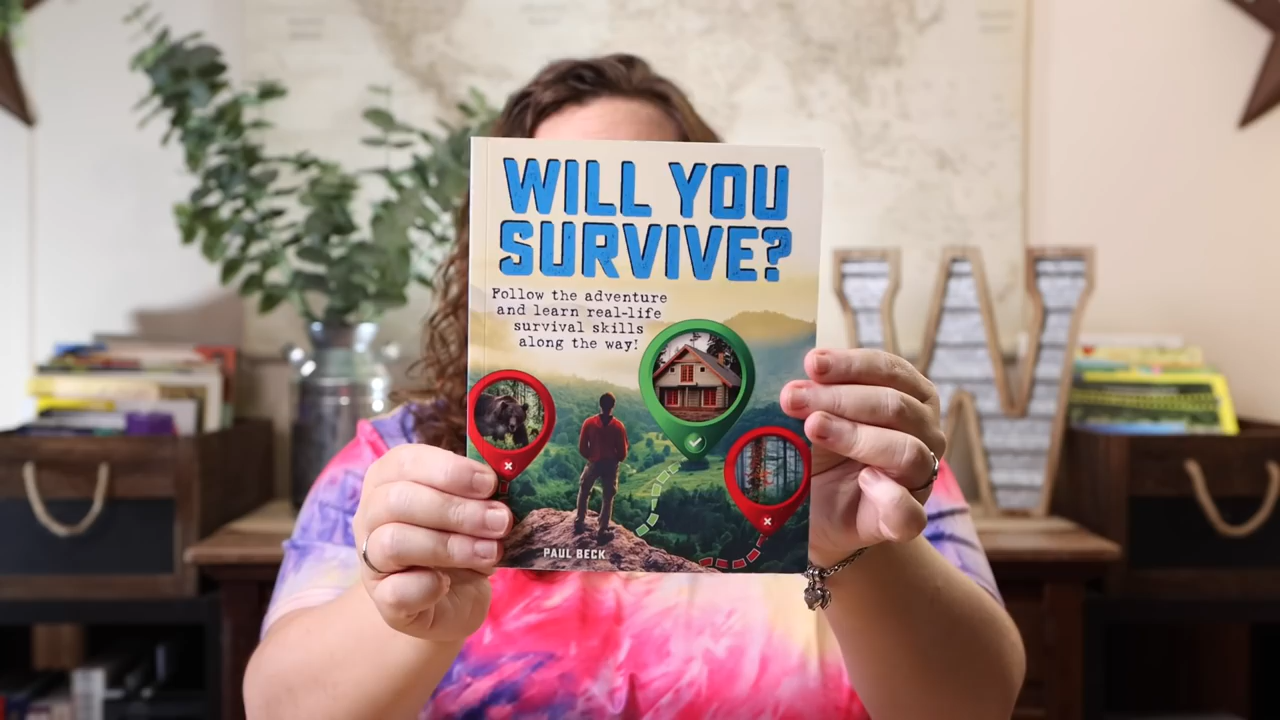 WILL YOU
SURVIVE?
Follow the adventure
and learn real-life
survival skills
along the way!
PAUL BECK
W